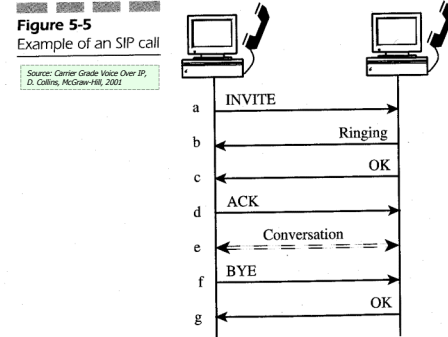 Figure 5-5
Example of an SIP call
Source: Carrier Grade Voice Over IP,
D. Collins, McGraw-Hill, 2001
a INVITE
b Ringing
c OK
d ACK
e Conversation
f BYE
g OK